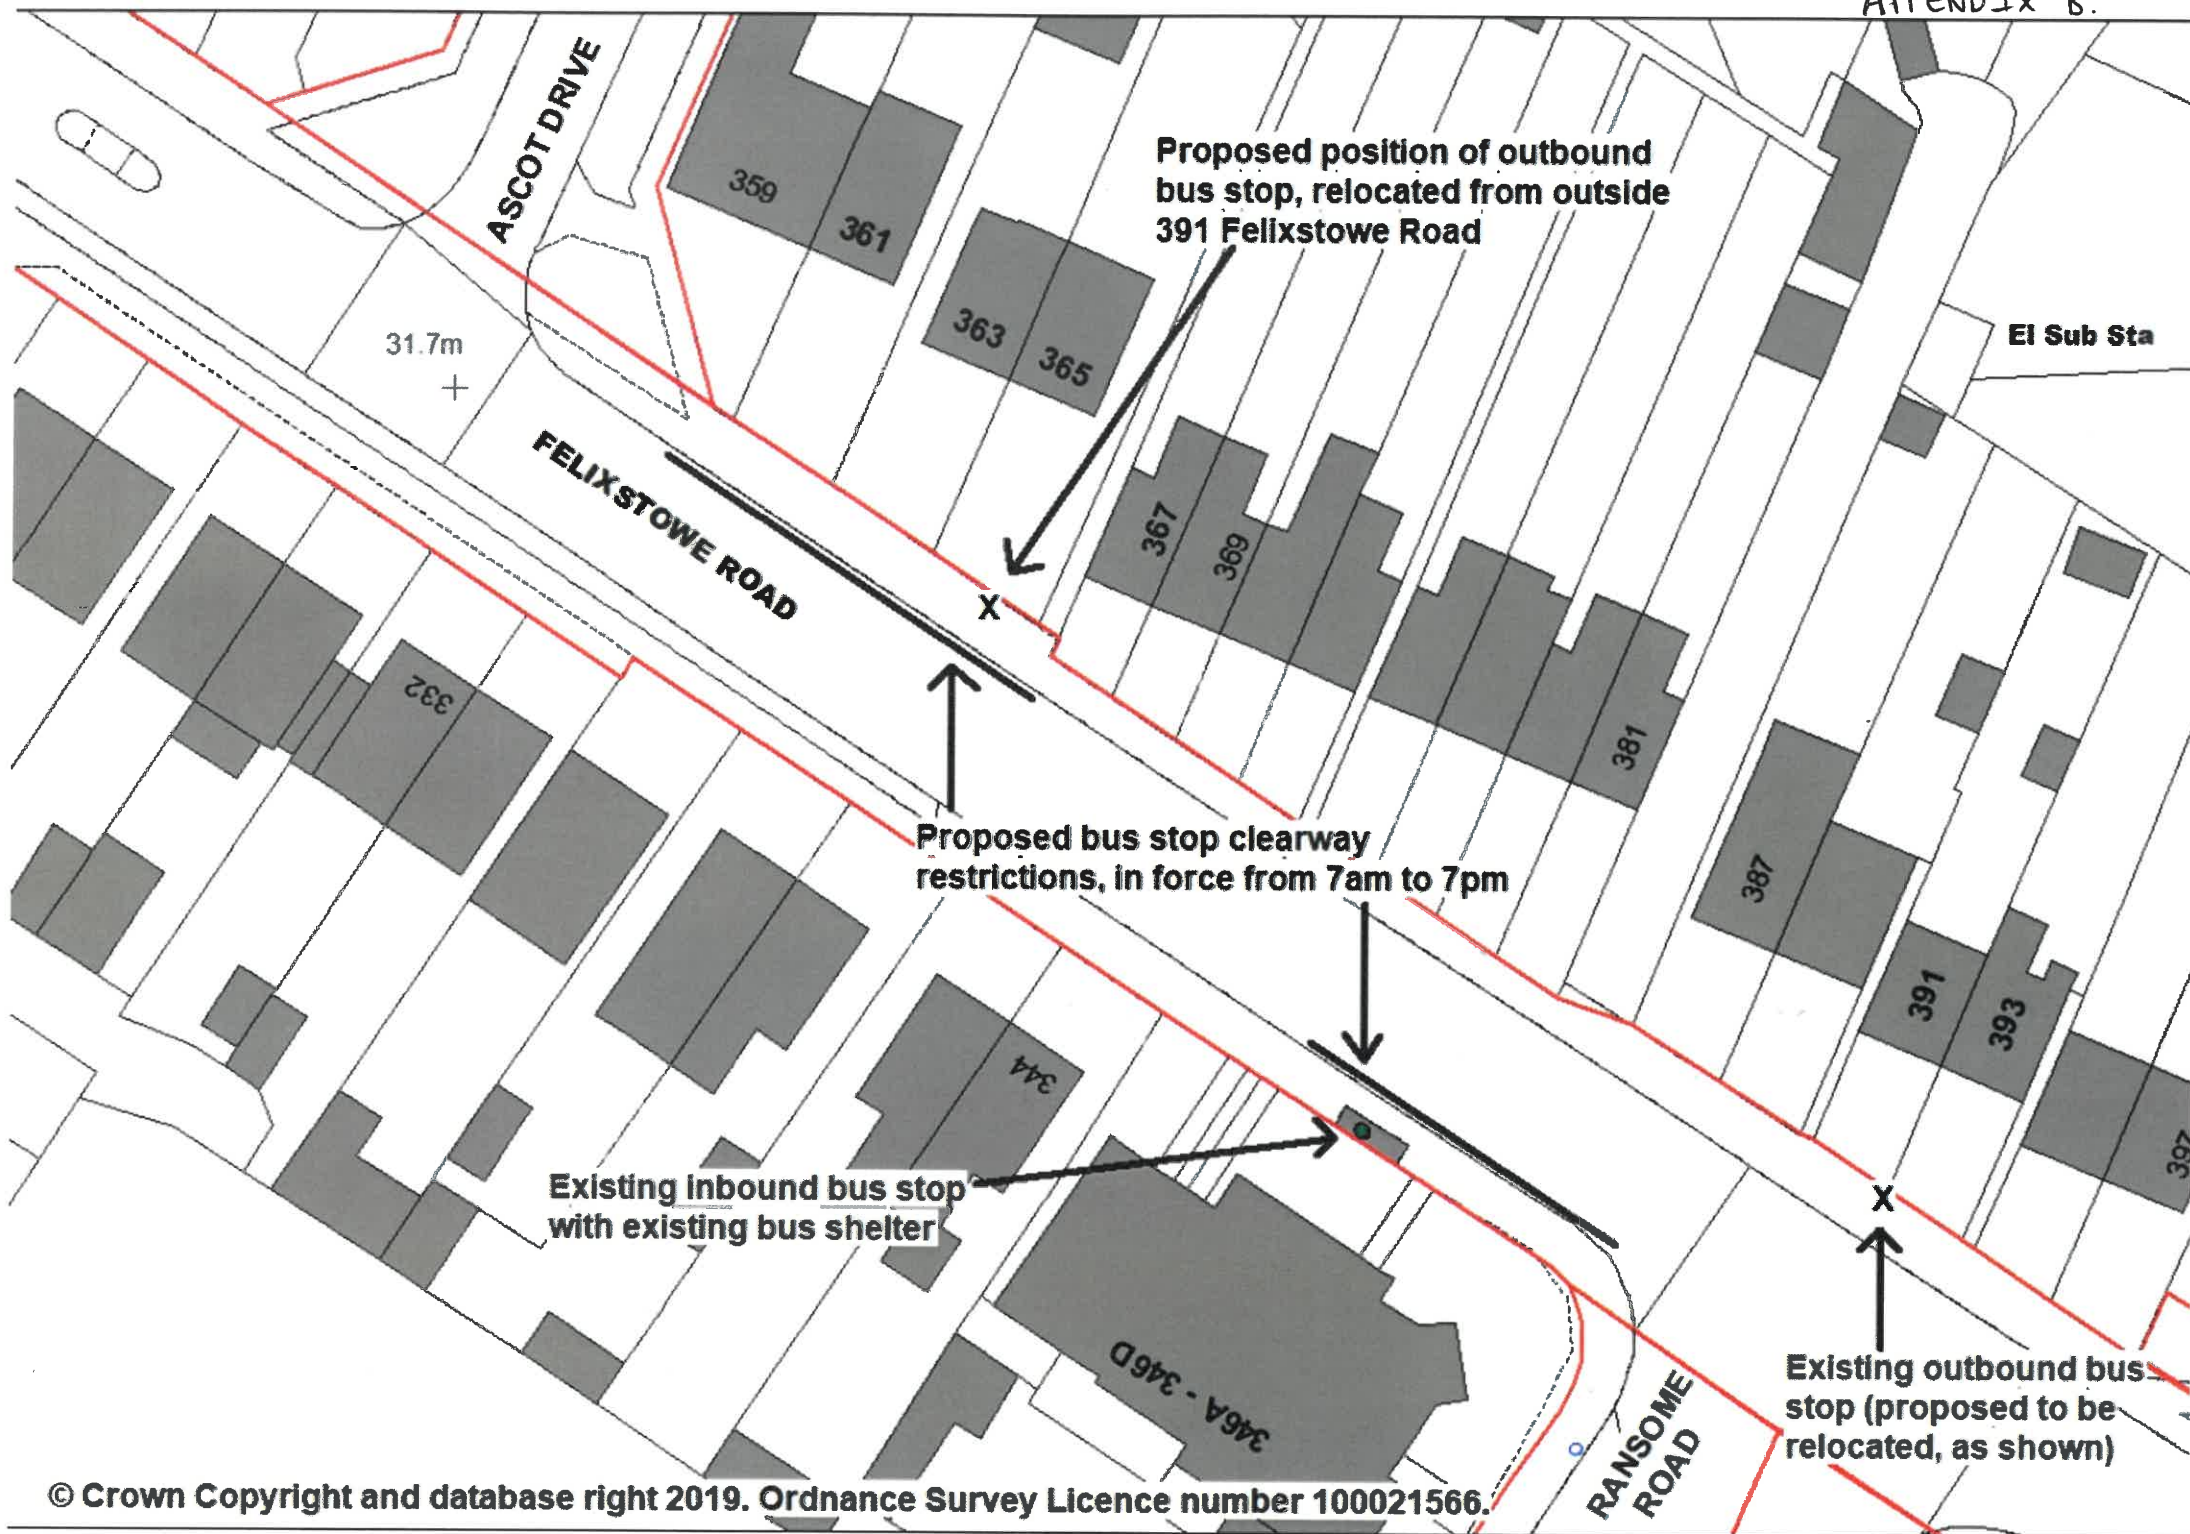 APPENDIX B.
ASCOT DRIVE
359
361
Proposed position of outbound
bus stop, relocated from outside
391 Felixstowe Road
363
365
El Sub Sta
31.7m
FELIXSTOWE ROAD
367
369
X
332
381
Proposed bus stop clearway
restrictions, in force from 7am to 7pm
387
391
393
344
397
Existing inbound bus stop
with existing bus shelter
X
346A - 346D
Existing outbound bus
stop (proposed to be
relocated, as shown)
RANSOME
ROAD
© Crown Copyright and database right 2019. Ordnance Survey Licence number 100021566.